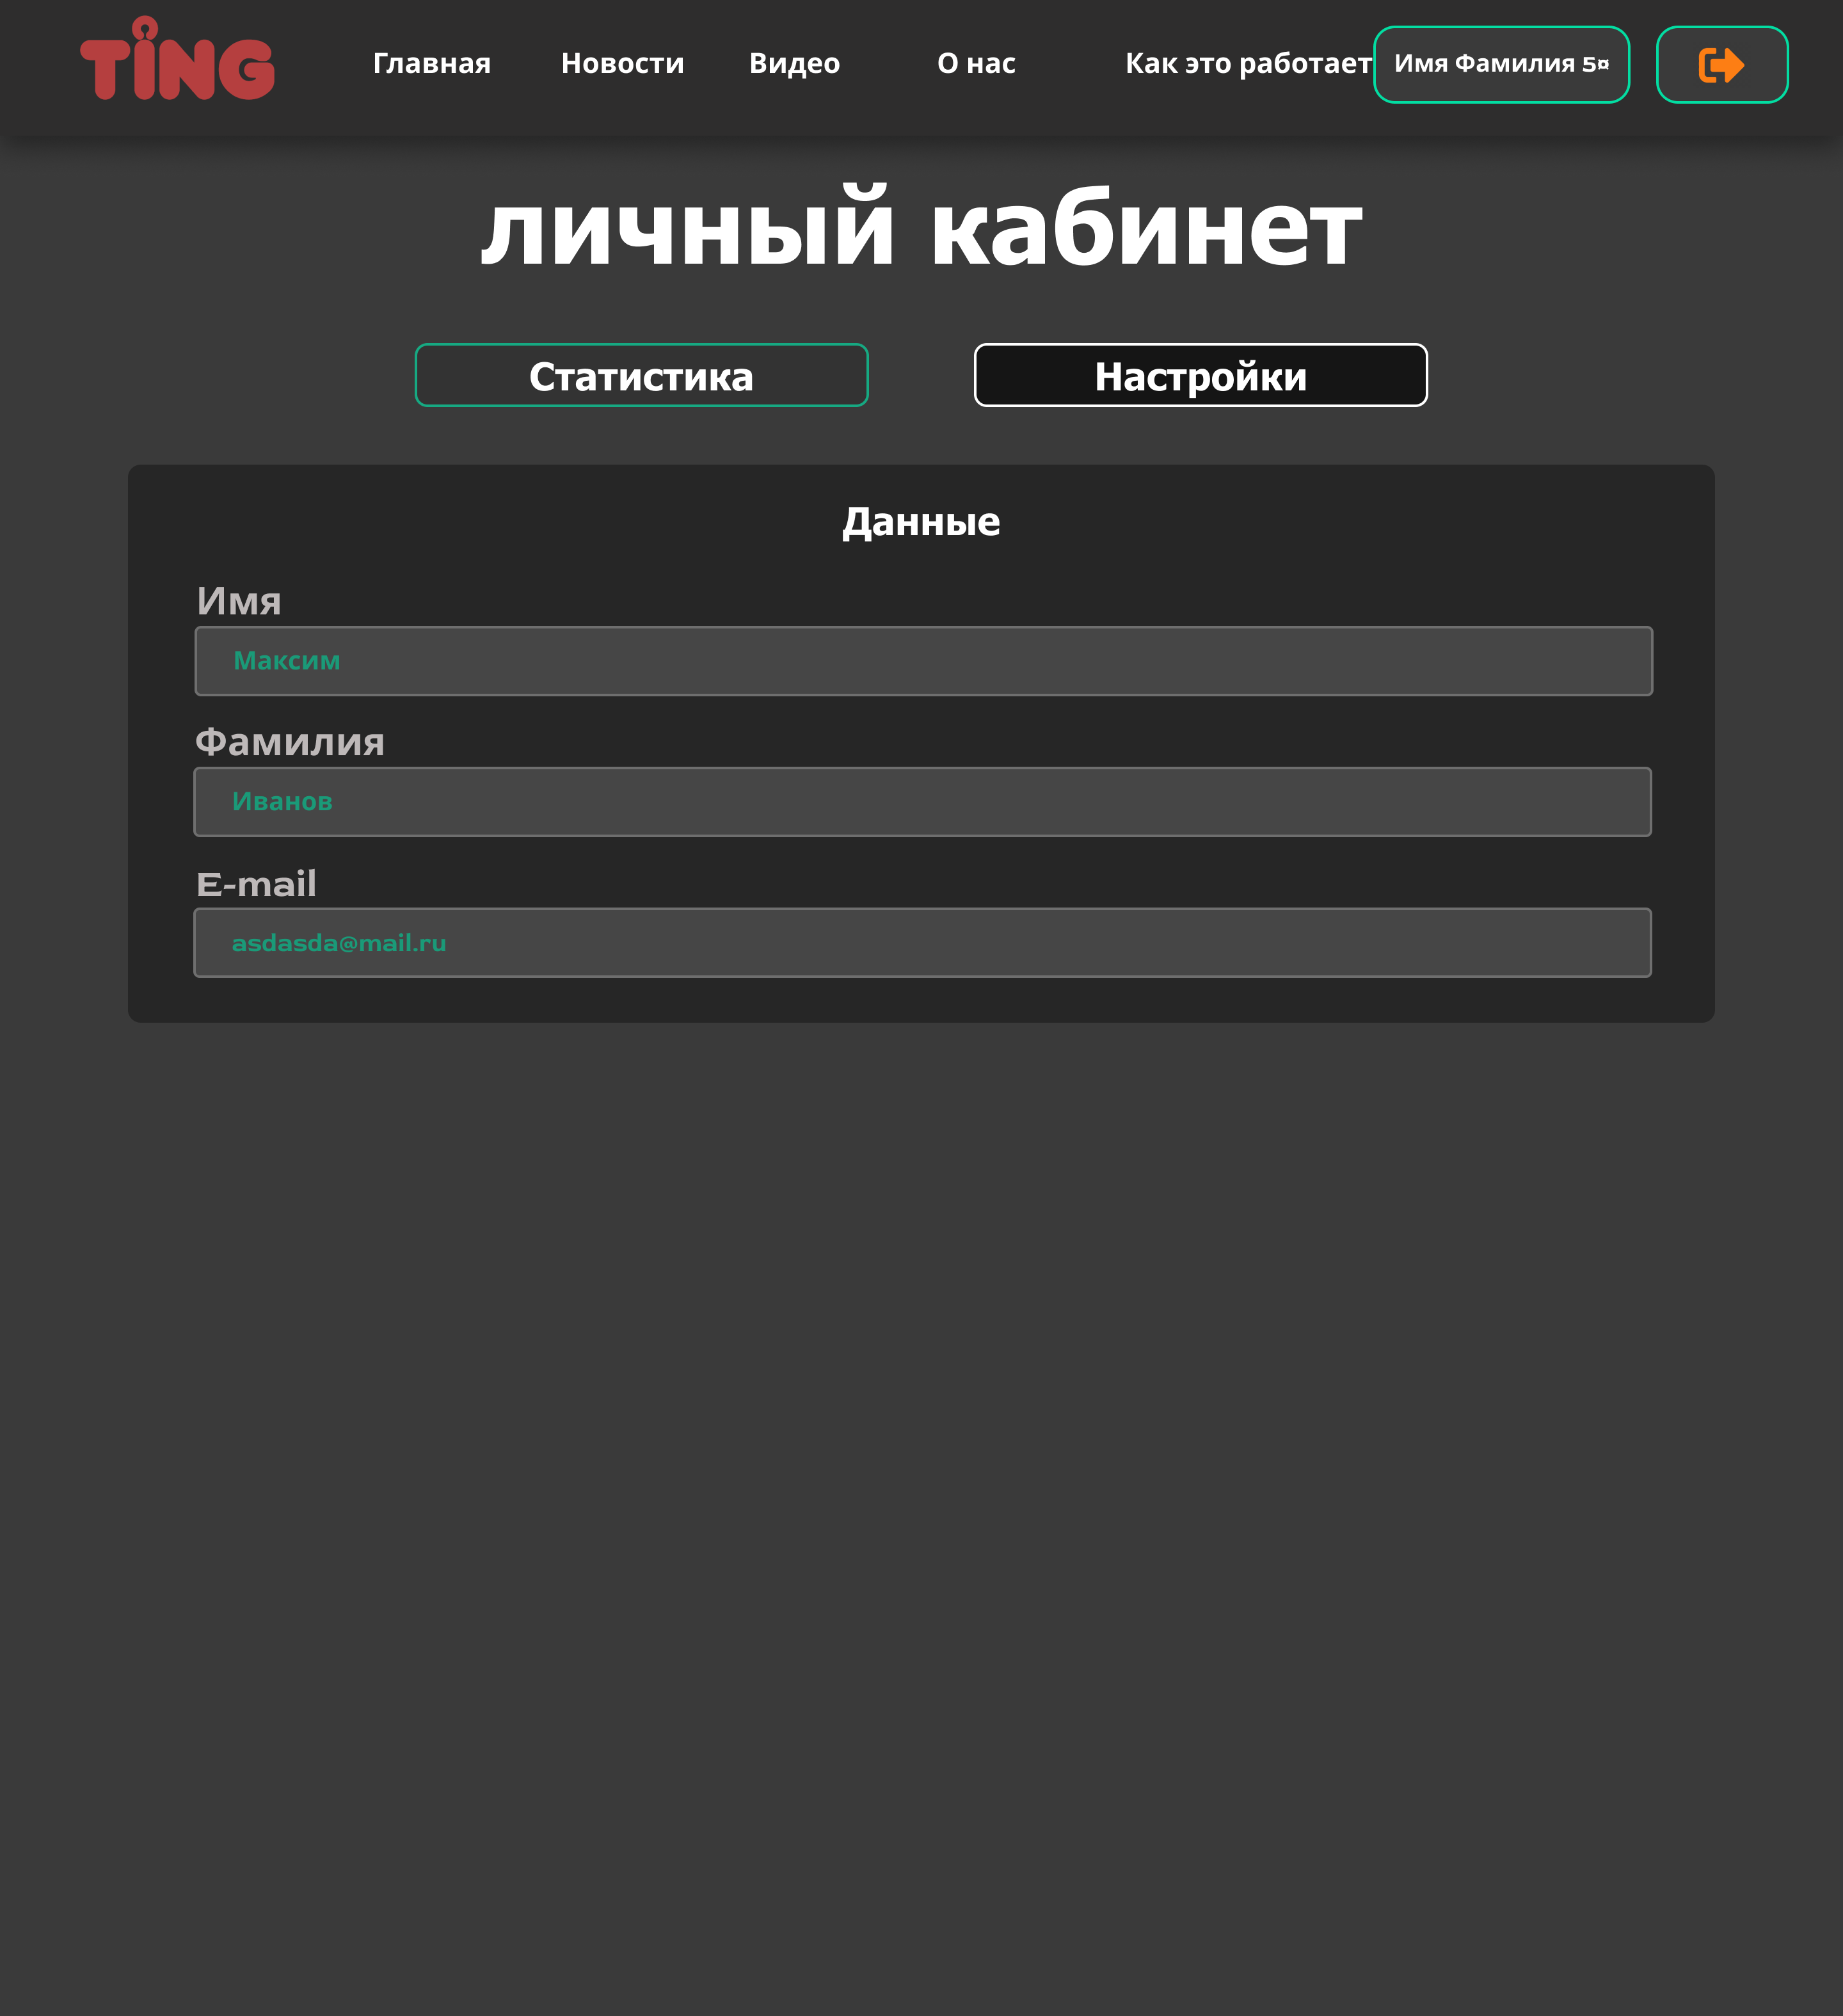 TiNG
Главная Новости Видео О нас Как это работает Имя Фамилия 5¤
личный кабинет
Статистика Настройки
Данные
Имя
Максим
Фамилия
Иванов
E-mail
asdasda@mail.ru